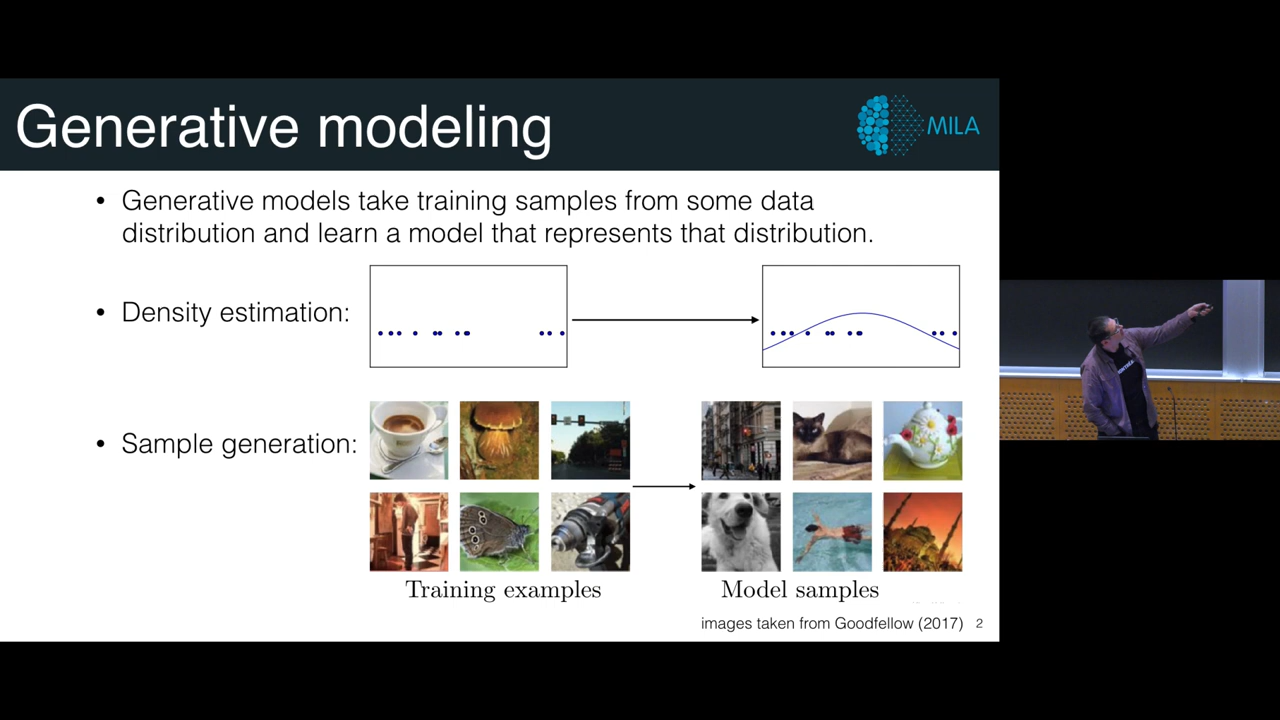 Generative modeling
MILA
• Generative models take training samples from some data
distribution and learn a model that represents that distribution.
• Density estimation:
• Sample generation:
Training examples
Model samples
images taken from Goodfellow (2017)
2